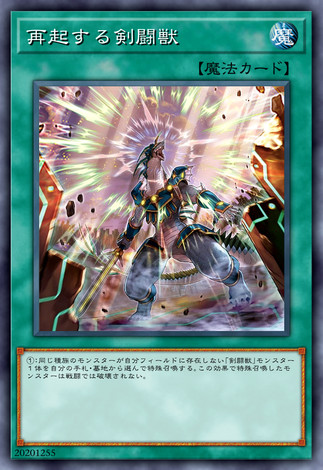 再起する剣闘獣
魔
【魔法カード】
①:同じ種族のモンスターが自分フィールドに存在しない「剣闘獣」モンスター
1体を自分の手札・墓地から選んで特殊召喚する。この効果で特殊召喚したモ
ンスターは戦闘では破壊されない。
20201255